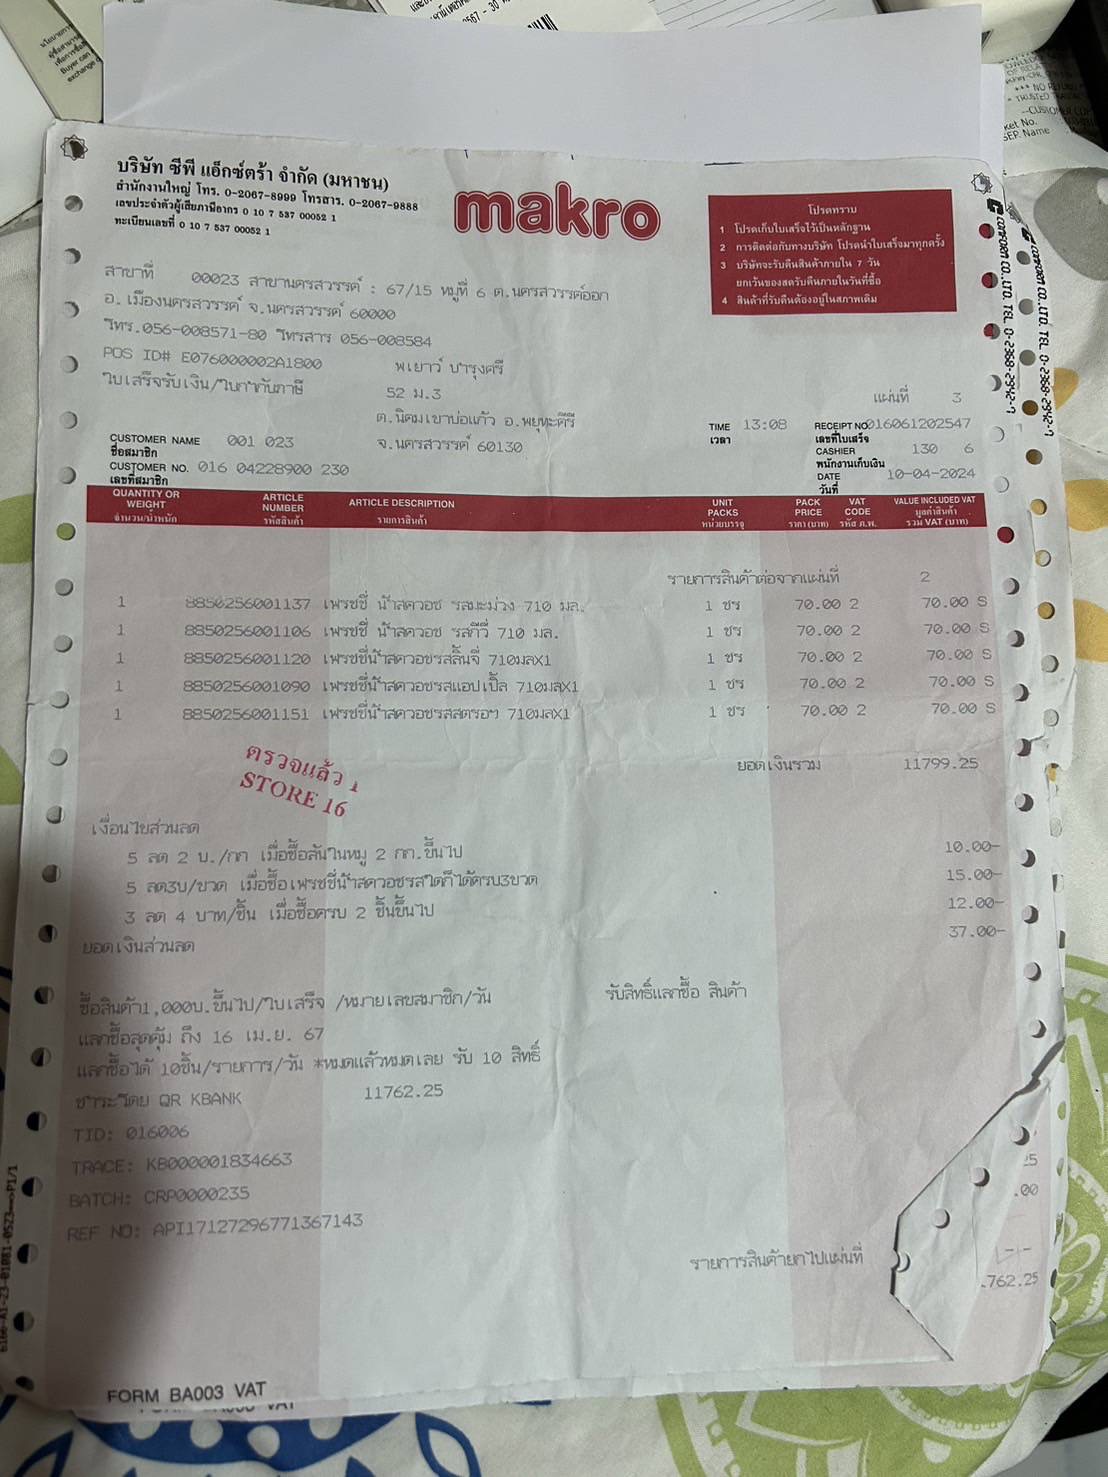 บริษัท ซีพี แอ็กซ์ตร้า จำกัด (มหาชน)
สำนักงานใหญ่ โทร. 0-2067-8999 โทรสาร. 0-2067-9888
เลขประจำตัวผู้เสียภาษีอากร 0 10 7 537 00052 1
ทะเบียนเลขที่ 0 10 7 537 00052 1
makro
โปรดทราบ
1 โปรดเก็บใบเสร็จไว้เป็นหลักฐาน
2 การติดต่อกับทางบริษัท โปรดนำใบเสร็จมาทุกครั้ง
3 บริษัทจะรับคืนสินค้าภายใน 7 วัน
ยกเว้นของสดรับคืนภายในวันที่ซื้อ
4 สินค้าที่รับคืนต้องอยู่ในสภาพเดิม
สาขาที่ 00023 สาขานครสวรรค์ : 67/15 หมู่ที่ 6 ต.นครสวรรค์ออก
อ.เมืองนครสวรรค์ จ.นครสวรรค์ 60000
โทร.056-008571-80 โทรสาร 056-008584
POS ID# E076000002A1800 พเยาว์ บำรุงศรี
ใบเสร็จรับเงิน/ใบกำกับภาษี 52 ม.3
แผ่นที่ 3
ต.นิคมเขาบ่อแก้ว อ.พยุหะคีรี
TIME 13:08 RECEIPT NO 016061202547
เวลา เลขที่ใบเสร็จ
CUSTOMER NAME 001 023 จ.นครสวรรค์ 60130
ชื่อสมาชิก
CASHIER 130 6
พนักงานเก็บเงิน
CUSTOMER NO. 016 04228900 230
เลขที่สมาชิก
DATE 10-04-2024
วันที่
QUANTITY OR WEIGHT ARTICLE NUMBER ARTICLE DESCRIPTION UNIT PACKS PACK PRICE VAT CODE VALUE INCLUDED VAT
จำนวน/น้ำหนัก รหัสสินค้า รายการสินค้า หน่วยบรรจุ ราคา (บาท) รหัส ภ.พ. มูลค่าสินค้า รวม VAT (บาท)
รายการสินค้าต่อจากแผ่นที่ 2
1 8850256001137 เฟรชชี่ น้ำสควอช รสมะม่วง 710 มล. 1 ขร 70.00 2 70.00 S
1 8850256001106 เฟรชชี่ น้ำสควอช รสกีวี่ 710 มล. 1 ขร 70.00 2 70.00 S
1 8850256001120 เฟรชชี่น้ำสควอชรสลิ้นจี่ 710มลX1 1 ขร 70.00 2 70.00 S
1 8850256001090 เฟรชชี่น้ำสควอชรสแอปเปิ้ล 710มลX1 1 ขร 70.00 2 70.00 S
1 8850256001151 เฟรชชี่น้ำสควอชรสสตรอฯ 710มลX1 1 ขร 70.00 2 70.00 S
ตรวจแล้ว 1
STORE 16
ยอดเงินรวม 11799.25
เงื่อนไขส่วนลด
5 ลด 2 บ./กก เมื่อซื้อสันในหมู 2 กก.ขึ้นไป 10.00-
5 ลด3บ/ขวด เมื่อซื้อเฟรชชี่น้ำสควอชรสใดก็ได้ครบ3ขวด 15.00-
3 ลด 4 บาท/ชิ้น เมื่อซื้อครบ 2 ชิ้นขึ้นไป 12.00-
ยอดเงินส่วนลด 37.00-
ซื้อสินค้า1,000บ.ขึ้นไป/ใบเสร็จ /หมายเลขสมาชิก/วัน รับสิทธิ์แลกซื้อ สินค้า
แลกซื้อสุดคุ้ม ถึง 16 เม.ย. 67
แลกซื้อได้ 10ชิ้น/รายการ/วัน *หมดแล้วหมดเลย รับ 10 สิทธิ์
ชำระโดย QR KBANK 11762.25
TID: 016006
TRACE: KB000001834663
BATCH: CRP0000235
REF NO: API17127296771367143
รายการสินค้ายกไปแผ่นที่
.00
762.25
FORM BA003 VAT